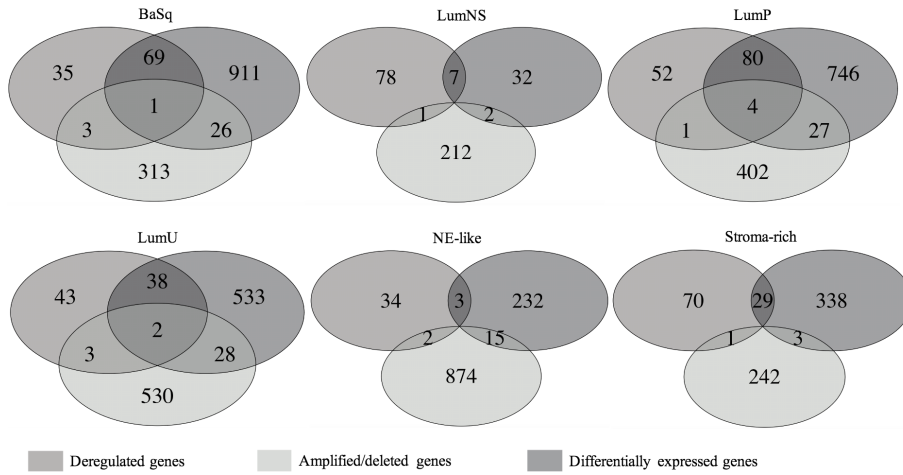 BaSq LumNS LumP
35 69 911 78 7 32 52 80 746
1 4
3 26 1 2 1 27
313 212 402
LumU NE-like Stroma-rich
43 38 533 34 3 232 70 29 338
2
3 28 2 15 1 3
530 874 242
Deregulated genes Amplified/deleted genes Differentially expressed genes